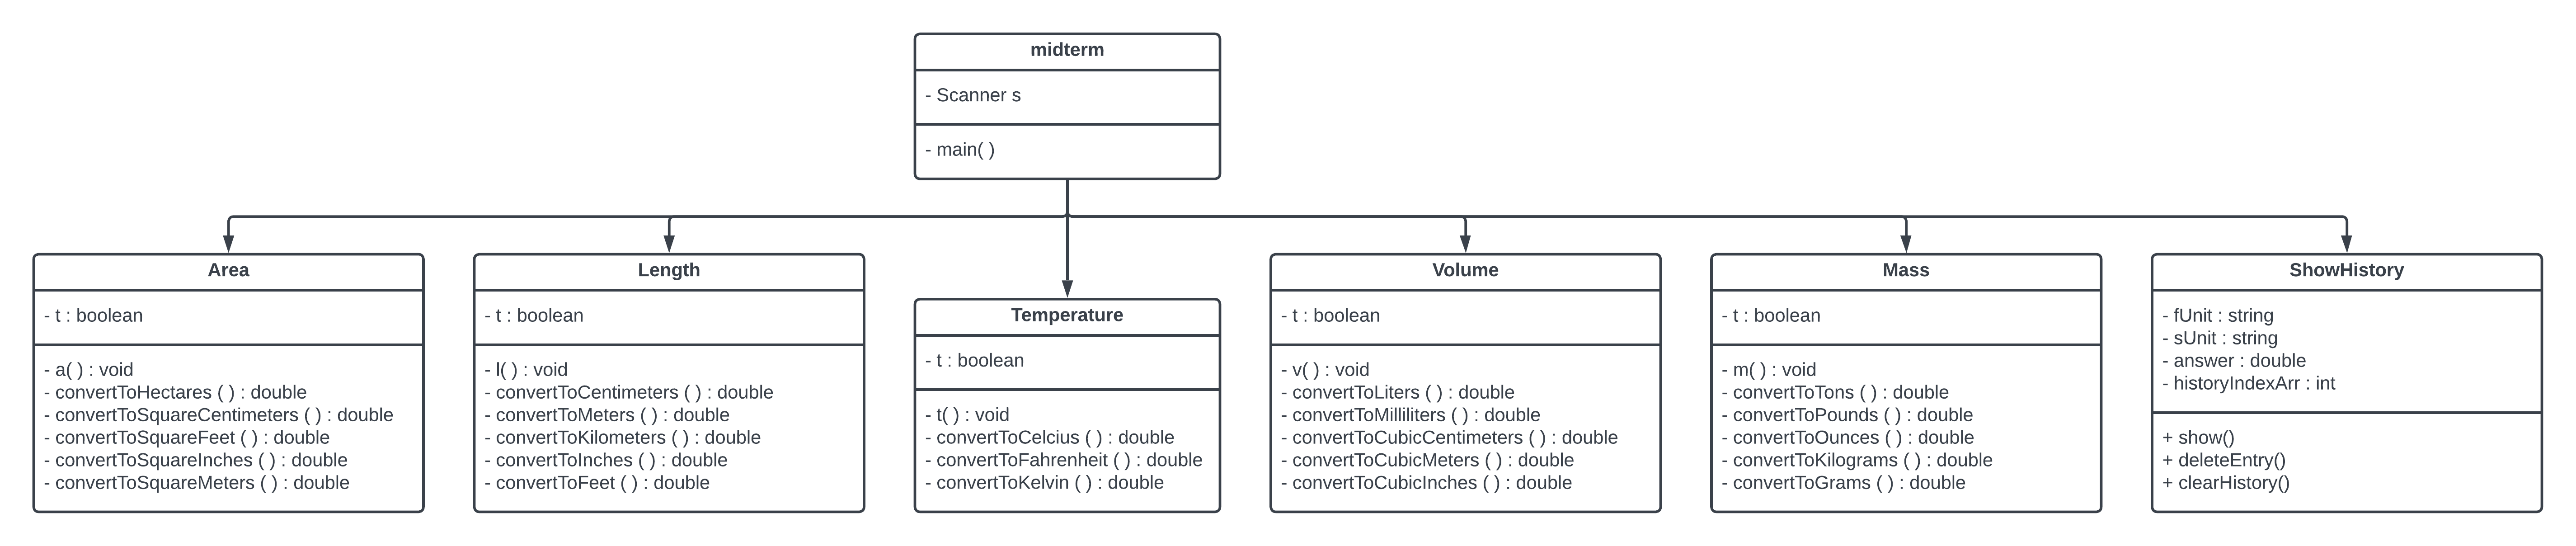 midterm
- Scanner s
- main( )
Area
- t : boolean
- a( ) : void
- convertToHectares ( ) : double
- convertToSquareCentimeters ( ) : double
- convertToSquareFeet ( ) : double
- convertToSquareInches ( ) : double
- convertToSquareMeters ( ) : double
Length
- t : boolean
- l( ) : void
- convertToCentimeters ( ) : double
- convertToMeters ( ) : double
- convertToKilometers ( ) : double
- convertToInches ( ) : double
- convertToFeet ( ) : double
Temperature
- t : boolean
- t( ) : void
- convertToCelcius ( ) : double
- convertToFahrenheit ( ) : double
- convertToKelvin ( ) : double
Volume
- t : boolean
- v( ) : void
- convertToLiters ( ) : double
- convertToMilliliters ( ) : double
- convertToCubicCentimeters ( ) : double
- convertToCubicMeters ( ) : double
- convertToCubicInches ( ) : double
Mass
- t : boolean
- m( ) : void
- convertToTons ( ) : double
- convertToPounds ( ) : double
- convertToOunces ( ) : double
- convertToKilograms ( ) : double
- convertToGrams ( ) : double
ShowHistory
- fUnit : string
- sUnit : string
- answer : double
- historyIndexArr : int
+ show()
+ deleteEntry()
+ clearHistory()